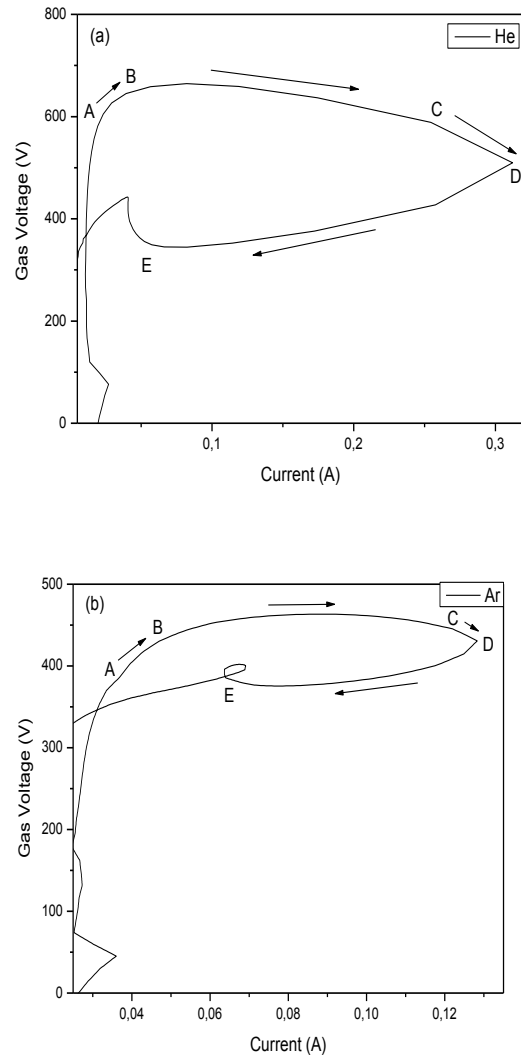 (a)
He
800
600
400
200
0
A
B
C
D
E
Gas Voltage (V)
0,1
0,2
0,3
Current (A)
(b)
Ar
500
400
300
200
100
0
A
B
C
D
E
Gas Voltage (V)
0,04
0,06
0,08
0,10
0,12
Current (A)